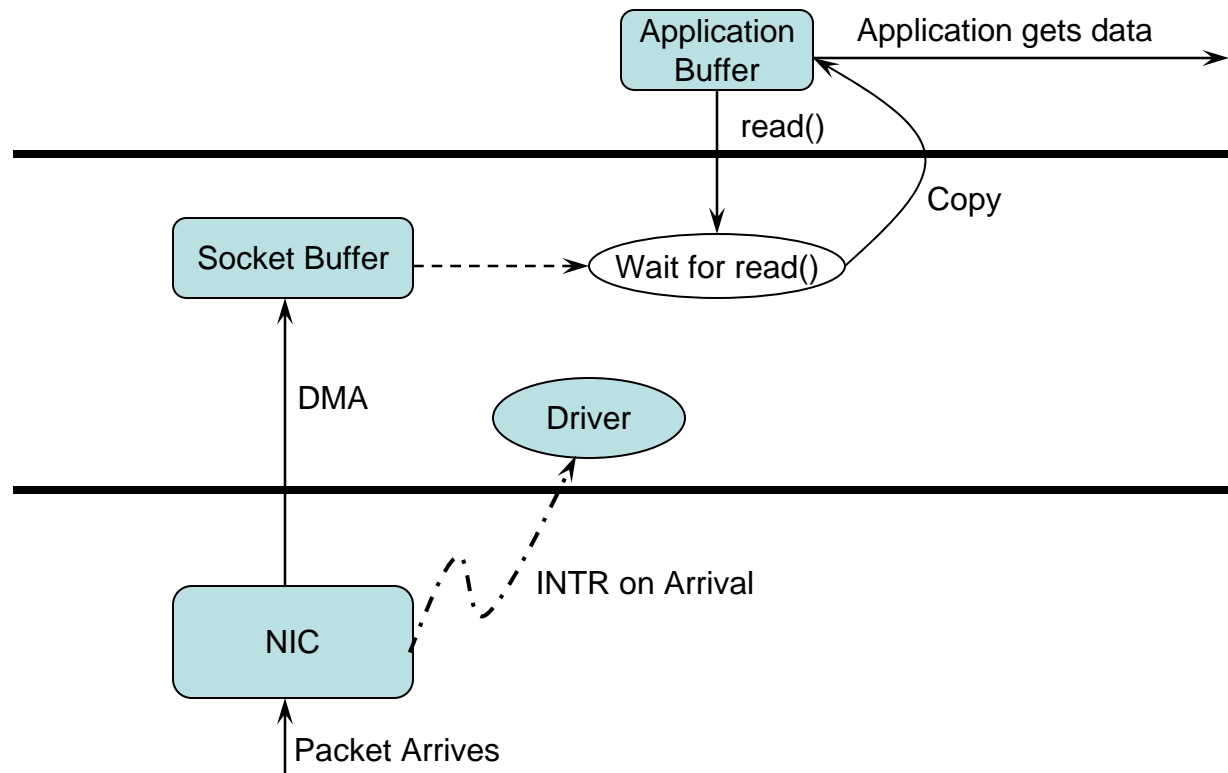 Application
Buffer
Application gets data
read()
Copy
Socket Buffer
Wait for read()
DMA
Driver
INTR on Arrival
NIC
Packet Arrives